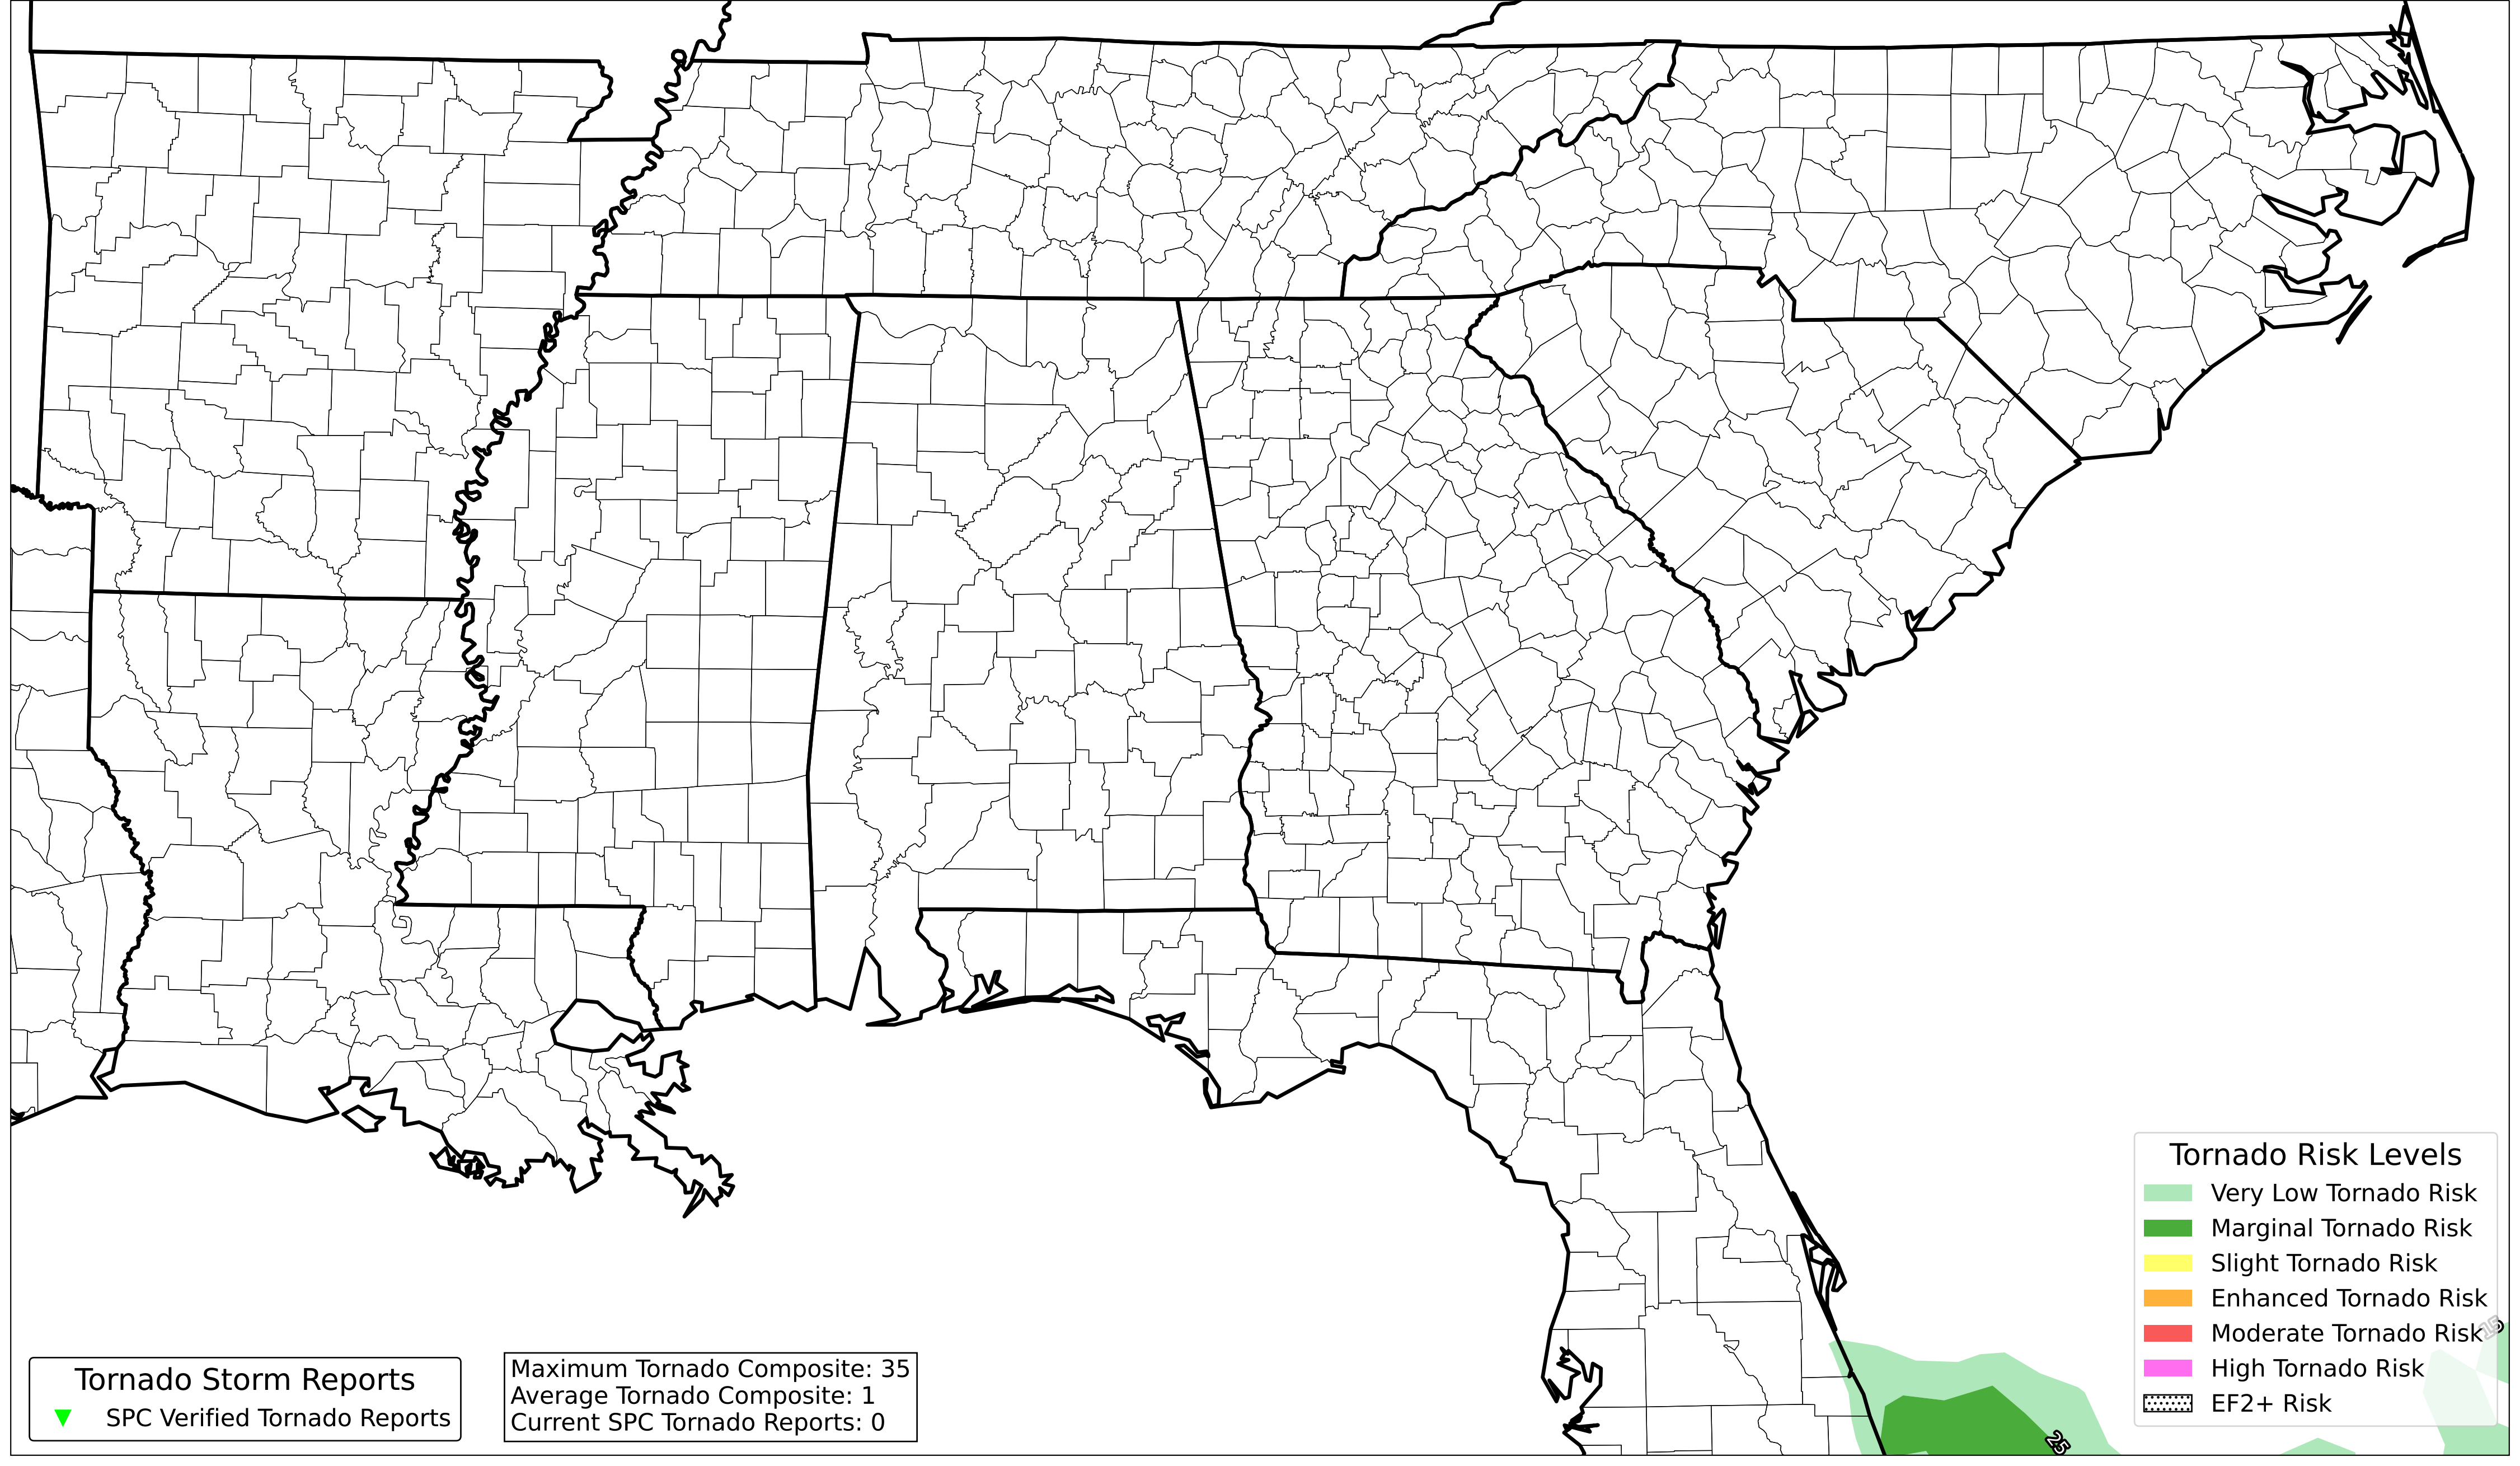 Tornado Risk Levels
Very Low Tornado Risk
Marginal Tornado Risk
Slight Tornado Risk
Enhanced Tornado Risk
Moderate Tornado Risk
High Tornado Risk
EF2+ Risk
15
Tornado Storm Reports
SPC Verified Tornado Reports
Maximum Tornado Composite: 35
Average Tornado Composite: 1
Current SPC Tornado Reports: 0
25